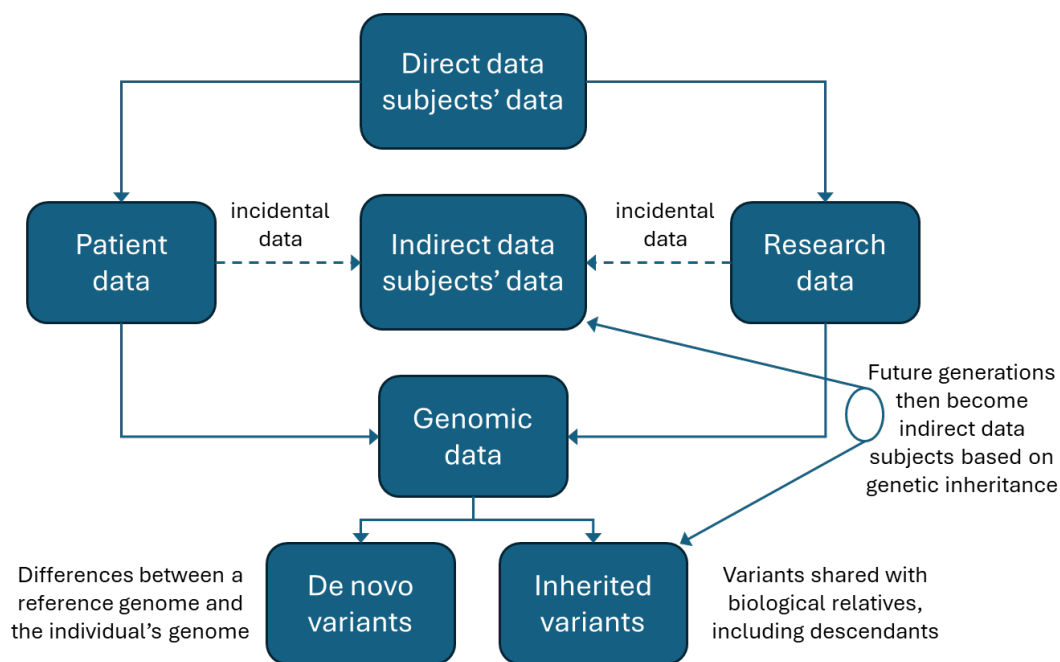 Direct data
subjects' data
incidental
data
incidental
data
Patient
data
Indirect data
subjects' data
Research
data
Future generations
then become
indirect data
subjects based on
genetic inheritance
Genomic
data
Differences between a
reference genome and
the individual's genome
De novo
variants
Inherited
variants
Variants shared with
biological relatives,
including descendants